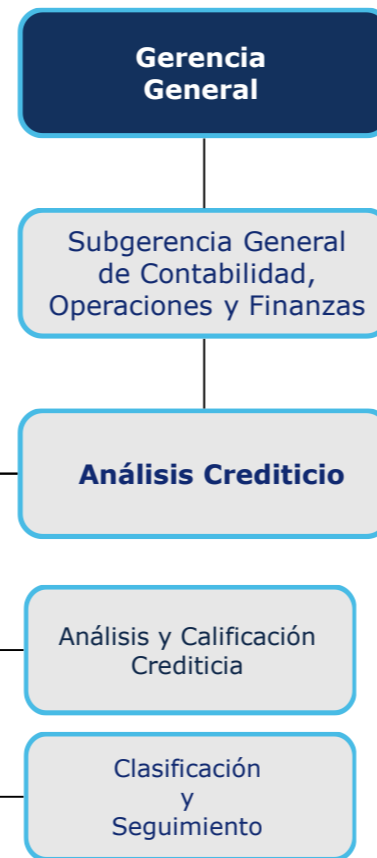 Gerencia
General
Subgerencia General
de Contabilidad,
Operaciones y Finanzas
Análisis Crediticio
Análisis y Calificación
Crediticia
Clasificación
y
Seguimiento